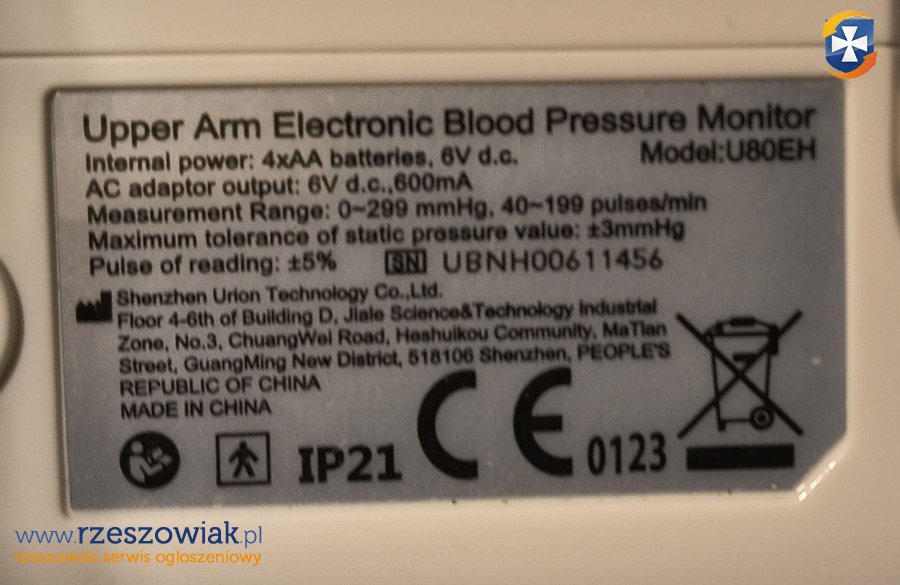 Upper Arm Electronic Blood Pressure Monitor
Internal power: 4xAA batteries, 6V d.c. Model:U80EH
AC adaptor output: 6V d.c.,600mA
Measurement Range: 0~299 mmHg, 40~199 pulses/min
Maximum tolerance of static pressure value: ±3mmHg
Pulse of reading: ±5% SN UBNH00611456
Shenzhen Urion Technology Co.,Ltd.
Floor 4-6th of Building D, Jiale Science&Technology Industrial
Zone, No.3, ChuangWei Road, Heshuikou Community, MaTian
Street, GuangMing New District, 518106 Shenzhen, PEOPLE'S
REPUBLIC OF CHINA
MADE IN CHINA
IP21 CE 0123
www.rzeszowiak.pl
rzeszowski serwis ogłoszeniowy